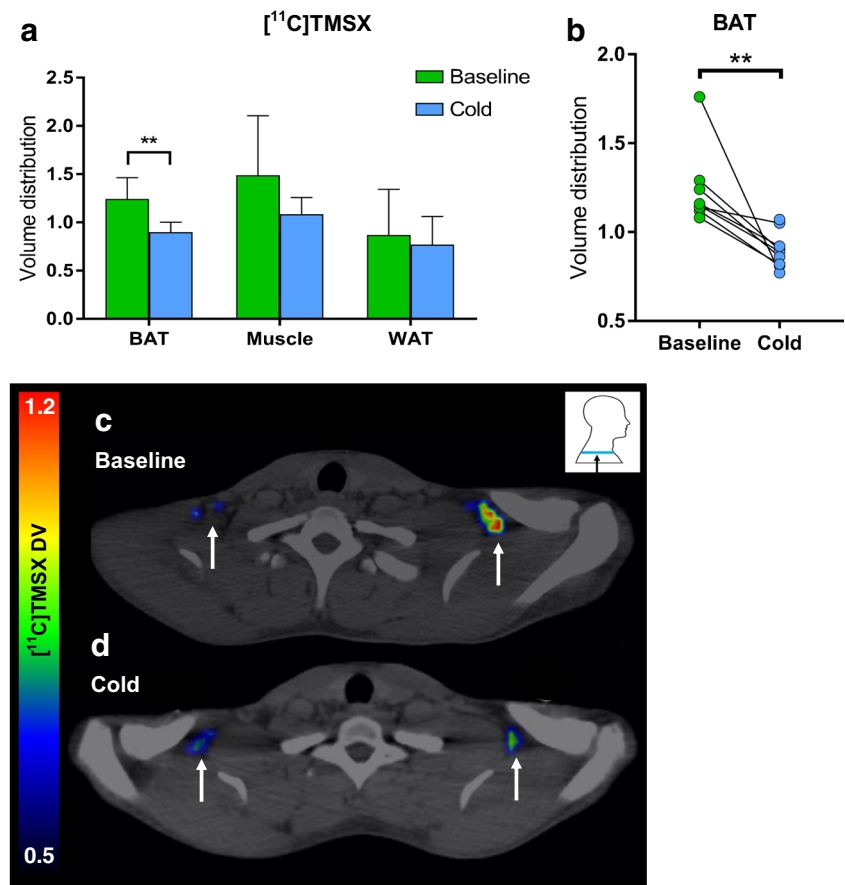 a
[¹¹C]TMSX
Volume distribution
2.5
2.0
1.5
1.0
0.5
0.0
**
Baseline
Cold
BAT
Muscle
WAT
b
BAT
Volume distribution
2.0
1.5
1.0
0.5
**
Baseline
Cold
1.2
[¹¹C]TMSX DV
0.5
c
Baseline
d
Cold